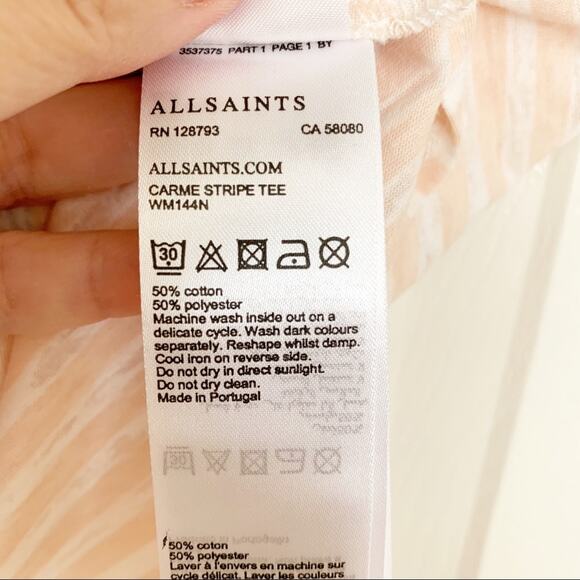 3537375 PART 1 PAGE 1 BY
ALLSAINTS
RN 128793 CA 58080
ALLSAINTS.COM
CARME STRIPE TEE
WM144N
30
50% cotton
50% polyester
Machine wash inside out on a
delicate cycle. Wash dark colours
separately. Reshape whilst damp.
Cool iron on reverse side.
Do not dry in direct sunlight.
Do not dry clean.
Made in Portugal
50% coton
50% polyester
Laver à l'envers en machine sur
cycle délicat. Laver les couleurs